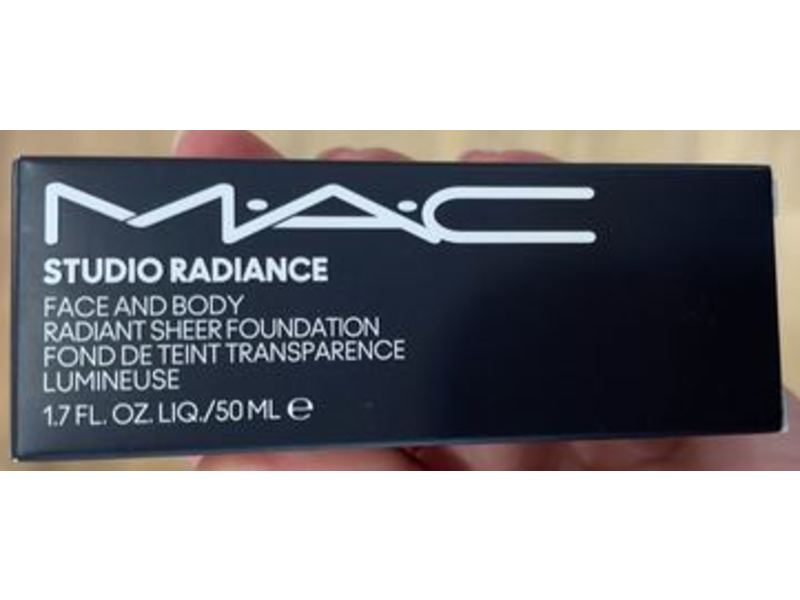 M·A·C
STUDIO RADIANCE
FACE AND BODY
RADIANT SHEER FOUNDATION
FOND DE TEINT TRANSPARENCE
LUMINEUSE
1.7 FL. OZ. LIQ./50 ML ℮